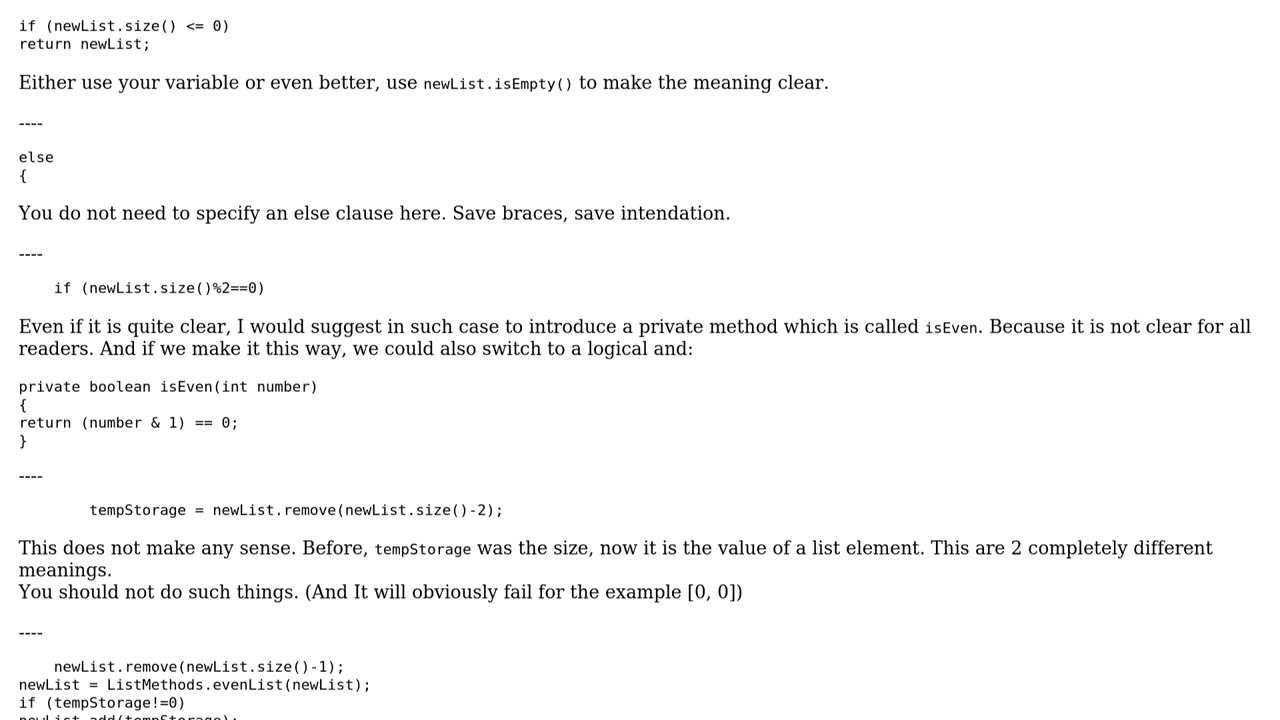 if (newList.size() <= 0)
return newList;
Either use your variable or even better, use newList.isEmpty() to make the meaning clear.
----
else
{
You do not need to specify an else clause here. Save braces, save intendation.
----
if (newList.size()%2==0)
Even if it is quite clear, I would suggest in such case to introduce a private method which is called isEven. Because it is not clear for all
readers. And if we make it this way, we could also switch to a logical and:
private boolean isEven(int number)
{
return (number & 1) == 0;
}
----
tempStorage = newList.remove(newList.size()-2);
This does not make any sense. Before, tempStorage was the size, now it is the value of a list element. This are 2 completely different
meanings.
You should not do such things. (And It will obviously fail for the example [0, 0])
----
newList.remove(newList.size()-1);
newList = ListMethods.evenList(newList);
if (tempStorage!=0)
newList.add(tempStorage);